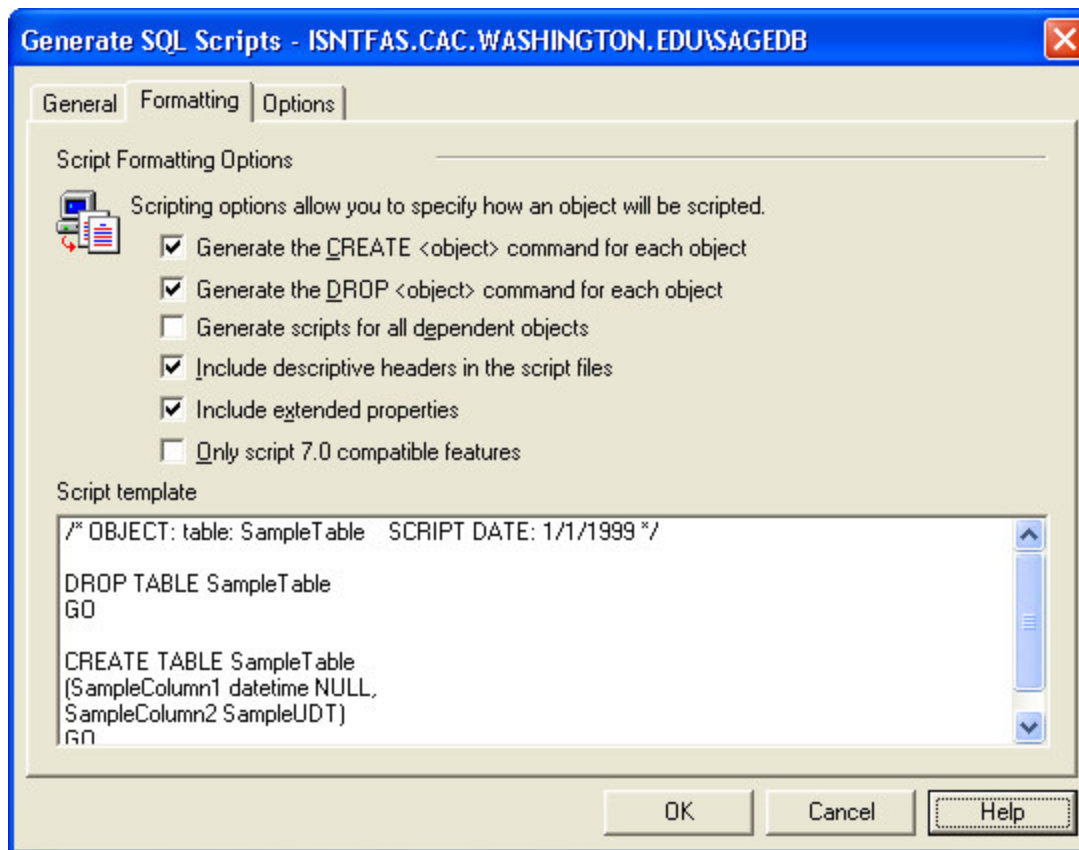 Generate SQL Scripts - ISNTFAS.CAC.WASHINGTON.EDU\SAGEDB
General Formatting Options
Script Formatting Options
Scripting options allow you to specify how an object will be scripted.
Generate the CREATE <object> command for each object
Generate the DROP <object> command for each object
Generate scripts for all dependent objects
Include descriptive headers in the script files
Include extended properties
Only script 7.0 compatible features
Script template
/* OBJECT: table: SampleTable    SCRIPT DATE: 1/1/1999 */
DROP TABLE SampleTable
GO
CREATE TABLE SampleTable
(SampleColumn1 datetime NULL,
SampleColumn2 SampleUDT)
GO
OK Cancel Help